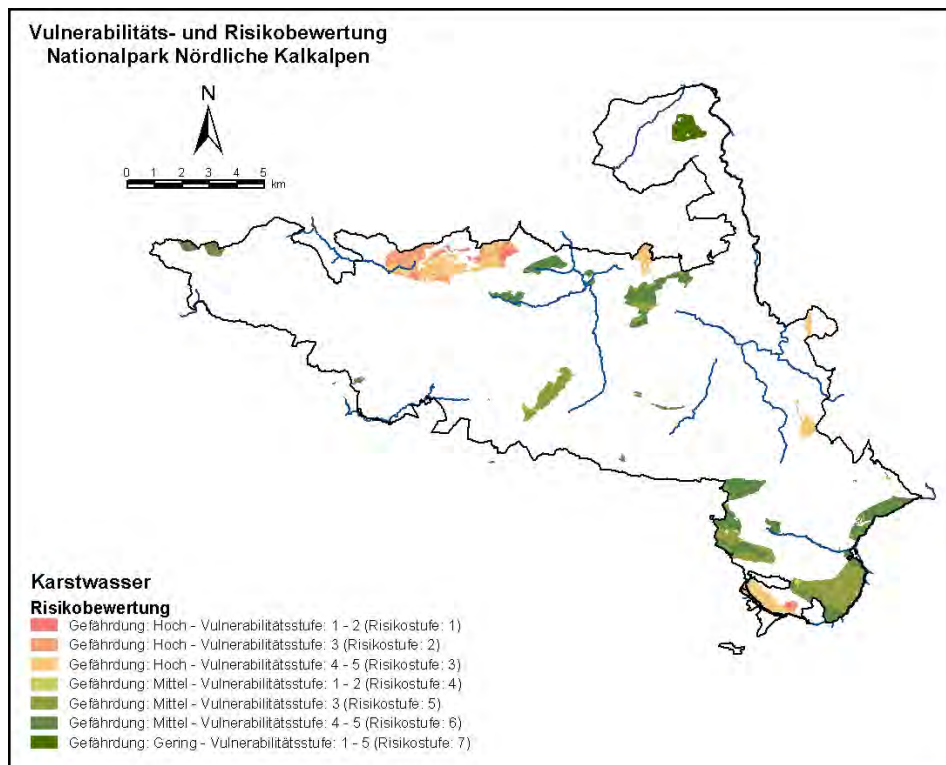 Vulnerabilitäts- und Risikobewertung
Nationalpark Nördliche Kalkalpen
N
0 1 2 3 4 5
km
Karstwasser
Risikobewertung
Gefährdung: Hoch - Vulnerabilitätsstufe: 1 - 2 (Risikostufe: 1)
Gefährdung: Hoch - Vulnerabilitätsstufe: 3 (Risikostufe: 2)
Gefährdung: Hoch - Vulnerabilitätsstufe: 4 - 5 (Risikostufe: 3)
Gefährdung: Mittel - Vulnerabilitätsstufe: 1 - 2 (Risikostufe: 4)
Gefährdung: Mittel - Vulnerabilitätsstufe: 3 (Risikostufe: 5)
Gefährdung: Mittel - Vulnerabilitätsstufe: 4 - 5 (Risikostufe: 6)
Gefährdung: Gering - Vulnerabilitätsstufe: 1 - 5 (Risikostufe: 7)